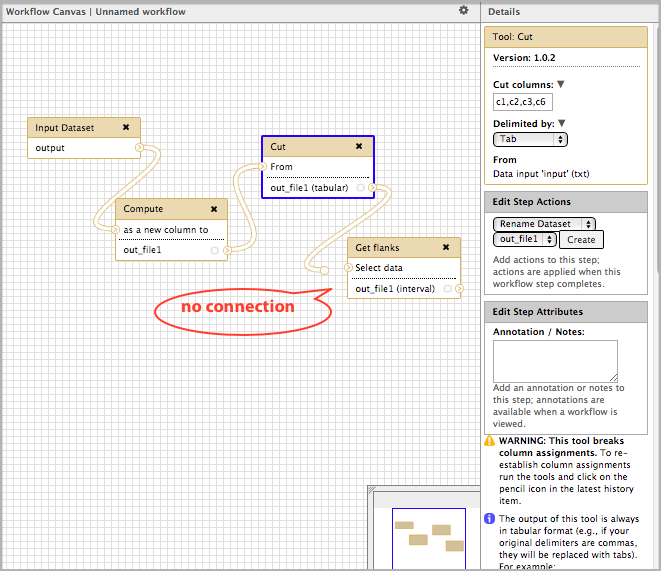 Workflow Canvas | Unnamed workflow
Details
Input Dataset
output
Compute
as a new column to
out_file1
Cut
From
out_file1 (tabular)
Get flanks
Select data
out_file1 (interval)
no connection
Tool: Cut
Version: 1.0.2
Cut columns:
c1,c2,c3,c6
Delimited by:
Tab
From
Data input 'input' (txt)
Edit Step Actions
Rename Dataset
out_file1
Create
Add actions to this step;
actions are applied when this
workflow step completes.
Edit Step Attributes
Annotation / Notes:
Add an annotation or notes to
this step; annotations are
available when a workflow is
viewed.
WARNING: This tool breaks
column assignments. To re-
establish column assignments
run the tools and click on the
pencil icon in the latest history
item.
The output of this tool is always
in tabular format (e.g., if your
original delimiters are commas,
they will be replaced with tabs).
For example: